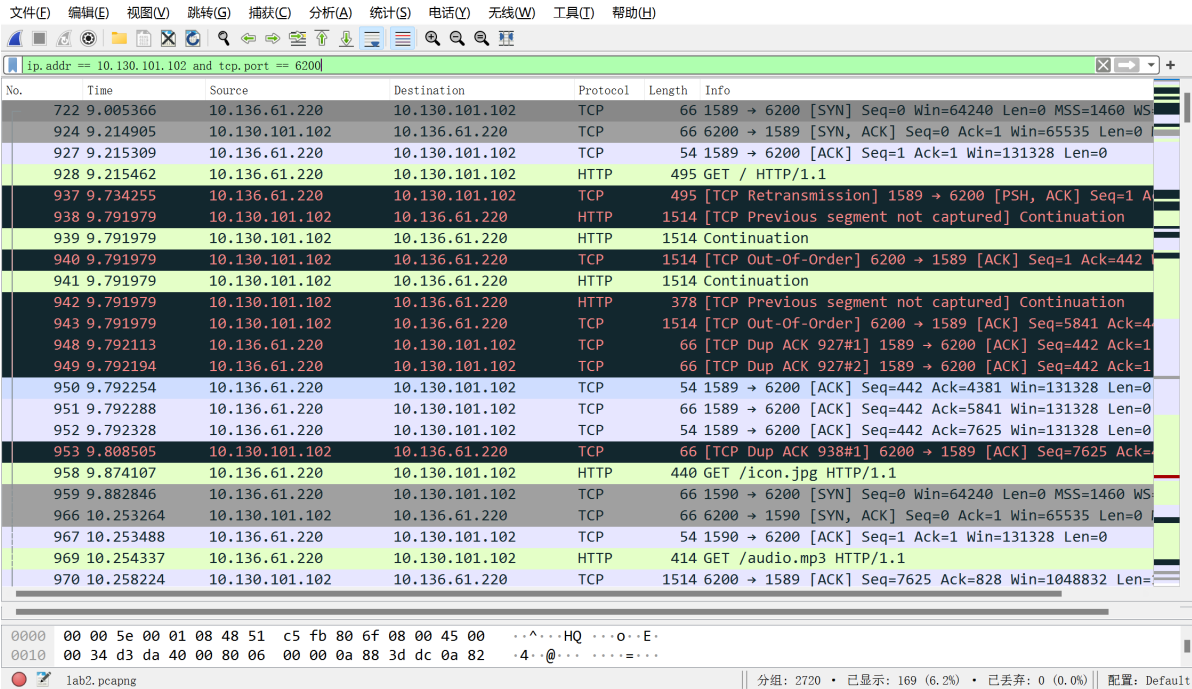 文件(F) 编辑(E) 视图(V) 跳转(G) 捕获(C) 分析(A) 统计(S) 电话(Y) 无线(W) 工具(T) 帮助(H)
ip.addr == 10.130.101.102 and tcp.port == 6200
No. Time Source Destination Protocol Length Info
722 9.005366 10.136.61.220 10.130.101.102 TCP 66 1589 → 6200 [SYN] Seq=0 Win=64240 Len=0 MSS=1460 WS
924 9.214905 10.130.101.102 10.136.61.220 TCP 66 6200 → 1589 [SYN, ACK] Seq=0 Ack=1 Win=65535 Len=0
927 9.215309 10.136.61.220 10.130.101.102 TCP 54 1589 → 6200 [ACK] Seq=1 Ack=1 Win=131328 Len=0
928 9.215462 10.136.61.220 10.130.101.102 HTTP 495 GET / HTTP/1.1
937 9.734255 10.136.61.220 10.130.101.102 TCP 495 [TCP Retransmission] 1589 → 6200 [PSH, ACK] Seq=1 A
938 9.791979 10.130.101.102 10.136.61.220 HTTP 1514 [TCP Previous segment not captured] Continuation
939 9.791979 10.130.101.102 10.136.61.220 HTTP 1514 Continuation
940 9.791979 10.130.101.102 10.136.61.220 TCP 1514 [TCP Out-Of-Order] 6200 → 1589 [ACK] Seq=1 Ack=442
941 9.791979 10.130.101.102 10.136.61.220 HTTP 1514 Continuation
942 9.791979 10.130.101.102 10.136.61.220 HTTP 378 [TCP Previous segment not captured] Continuation
943 9.791979 10.130.101.102 10.136.61.220 TCP 1514 [TCP Out-Of-Order] 6200 → 1589 [ACK] Seq=5841 Ack=4
948 9.792113 10.136.61.220 10.130.101.102 TCP 66 [TCP Dup ACK 927#1] 1589 → 6200 [ACK] Seq=442 Ack=1
949 9.792194 10.136.61.220 10.130.101.102 TCP 66 [TCP Dup ACK 927#2] 1589 → 6200 [ACK] Seq=442 Ack=1
950 9.792254 10.136.61.220 10.130.101.102 TCP 54 1589 → 6200 [ACK] Seq=442 Ack=4381 Win=131328 Len=0
951 9.792288 10.136.61.220 10.130.101.102 TCP 66 1589 → 6200 [ACK] Seq=442 Ack=5841 Win=131328 Len=0
952 9.792328 10.136.61.220 10.130.101.102 TCP 54 1589 → 6200 [ACK] Seq=442 Ack=7625 Win=131328 Len=0
953 9.808505 10.130.101.102 10.136.61.220 TCP 66 [TCP Dup ACK 938#1] 6200 → 1589 [ACK] Seq=7625 Ack=
958 9.874107 10.136.61.220 10.130.101.102 HTTP 440 GET /icon.jpg HTTP/1.1
959 9.882846 10.136.61.220 10.130.101.102 TCP 66 1590 → 6200 [SYN] Seq=0 Win=64240 Len=0 MSS=1460 WS
966 10.253264 10.130.101.102 10.136.61.220 TCP 66 6200 → 1590 [SYN, ACK] Seq=0 Ack=1 Win=65535 Len=0
967 10.253488 10.136.61.220 10.130.101.102 TCP 54 1590 → 6200 [ACK] Seq=1 Ack=1 Win=131328 Len=0
969 10.254337 10.136.61.220 10.130.101.102 HTTP 414 GET /audio.mp3 HTTP/1.1
970 10.258224 10.130.101.102 10.136.61.220 TCP 1514 6200 → 1589 [ACK] Seq=7625 Ack=828 Win=1048832 Len=
0000 00 00 5e 00 01 08 48 51 c5 fb 80 6f 08 00 45 00 ··^···HQ ···o··E·
0010 00 34 d3 da 40 00 80 06 00 00 0a 88 3d dc 0a 82 ·4··@··· ····=···
lab2.pcapng 分组: 2720 · 已显示: 169 (6.2%) · 已丢弃: 0 (0.0%) 配置: Default